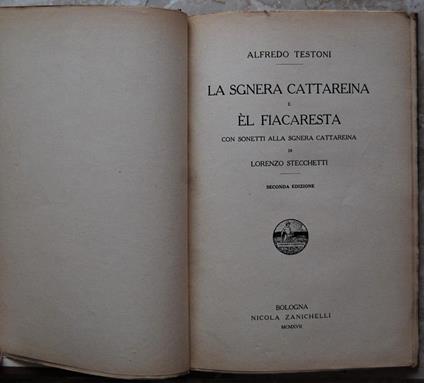 ALFREDO TESTONI
LA SGNERA CATTAREINA
E
ÈL FIACARESTA
CON SONETTI ALLA SGNERA CATTAREINA
DI
LORENZO STECCHETTI
SECONDA EDIZIONE
BOLOGNA
NICOLA ZANICHELLI
MCMXVII